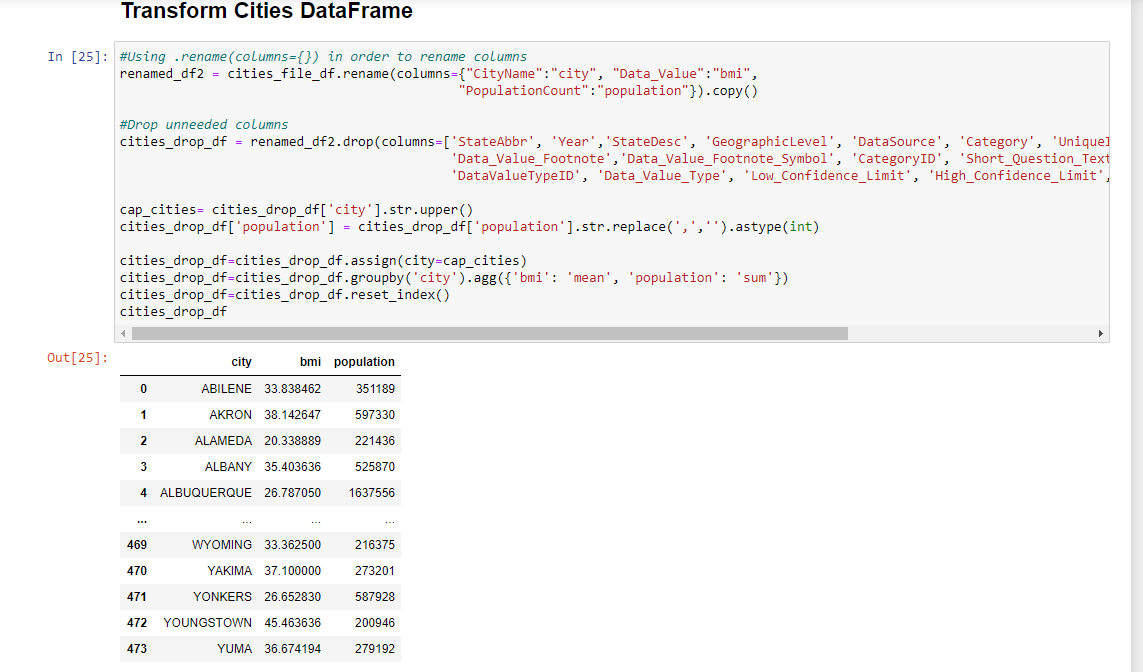 Transform Cities DataFrame
In [25]: #Using .rename(columns={}) in order to rename columns
renamed_df2 = cities_file_df.rename(columns={"CityName":"city", "Data_Value":"bmi",
"PopulationCount":"population"}).copy()
#Drop unneeded columns
cities_drop_df = renamed_df2.drop(columns=['StateAbbr', 'Year','StateDesc', 'GeographicLevel', 'DataSource', 'Category',
'Data_Value_Footnote','Data_Value_Footnote_Symbol', 'CategoryID', 'Short_Question_Text
'DataValueTypeID', 'Data_Value_Type', 'Low_Confidence_Limit', 'High_Confidence_Limit',
cap_cities= cities_drop_df['city'].str.upper()
cities_drop_df['population'] = cities_drop_df['population'].str.replace(',','').astype(int)
cities_drop_df=cities_drop_df.assign(city=cap_cities)
cities_drop_df=cities_drop_df.groupby('city').agg({'bmi': 'mean', 'population': 'sum'})
cities_drop_df=cities_drop_df.reset_index()
cities_drop_df
Out[25]:
city bmi population
0 ABILENE 33.838462 351189
1 AKRON 38.142647 597330
2 ALAMEDA 20.338889 221436
3 ALBANY 35.403636 525870
4 ALBUQUERQUE 26.787050 1637556
... ... ... ...
469 WYOMING 33.362500 216375
470 YAKIMA 37.100000 273201
471 YONKERS 26.652830 587928
472 YOUNGSTOWN 45.463636 200946
473 YUMA 36.674194 279192